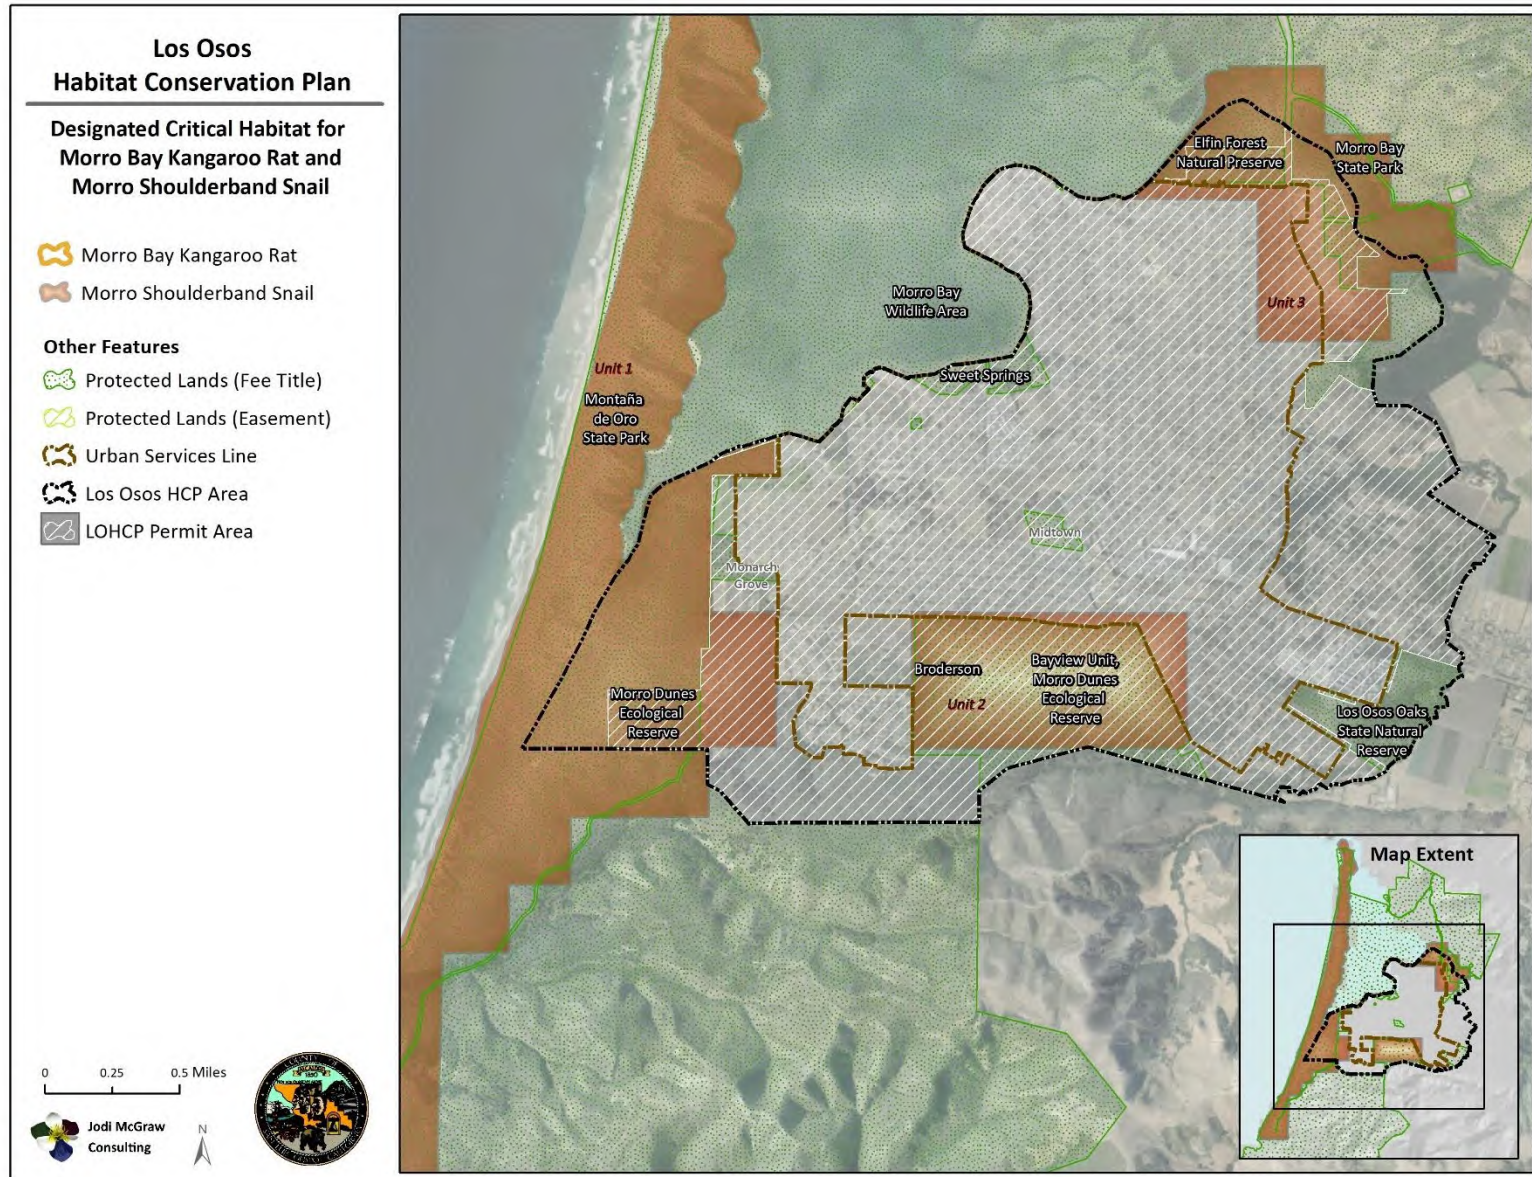 Los Osos
Habitat Conservation Plan
Designated Critical Habitat for
Morro Bay Kangaroo Rat and
Morro Shoulderband Snail
Morro Bay Kangaroo Rat
Morro Shoulderband Snail
Other Features
Protected Lands (Fee Title)
Protected Lands (Easement)
Urban Services Line
Los Osos HCP Area
LOHCP Permit Area
0 0.25 0.5 Miles
Jodi McGraw
Consulting
N
Elfin Forest
Natural Preserve
Morro Bay
State Park
Morro Bay
Wildlife Area
Unit 3
Unit 1
Montaña
de Oro
State Park
Sweet Springs
Midtown
Monarch
Grove
Broderson
Bayview Unit,
Morro Dunes
Ecological
Reserve
Unit 2
Morro Dunes
Ecological
Reserve
Los Osos Oaks
State Natural
Reserve
Map Extent